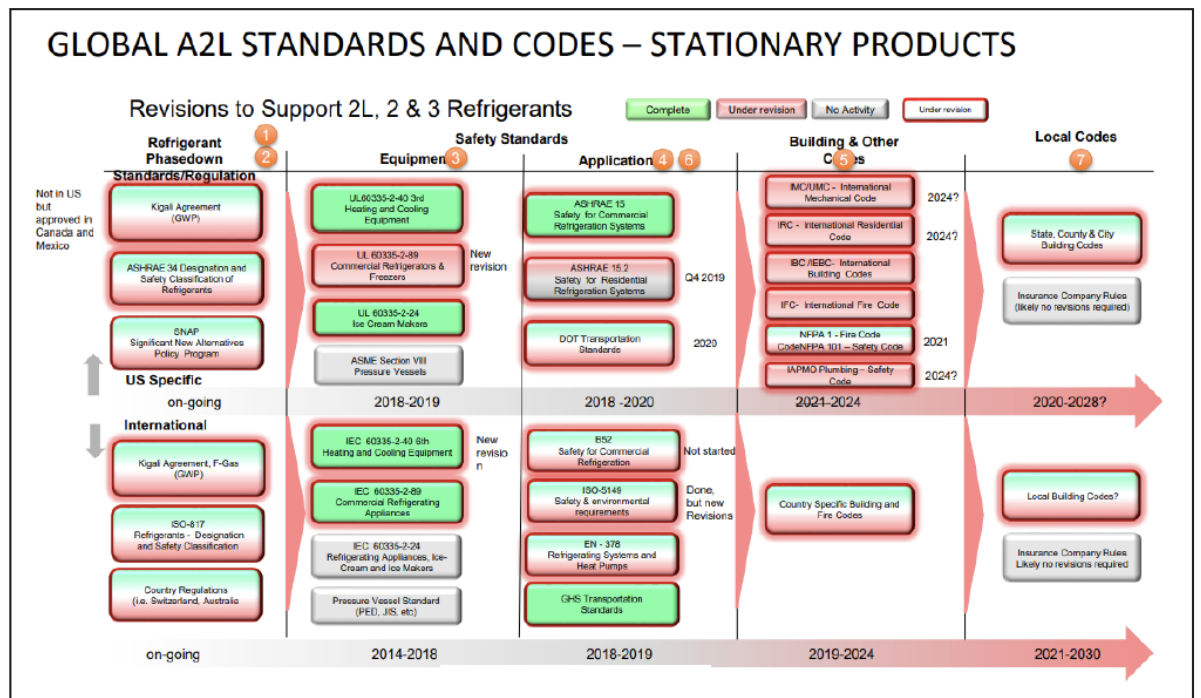 GLOBAL A2L STANDARDS AND CODES – STATIONARY PRODUCTS
Revisions to Support 2L, 2 & 3 Refrigerants
Complete
Under revision
No Activity
Under revision
Refrigerant
Phasedown
Standards/Regulation
1
2
Safety Standards
Equipmen 3
Application 4 6
Building & Other
C 5 es
Local Codes
7
Not in US
but
approved in
Canada and
Mexico
Kigali Agreement
(GWP)
ASHRAE 34 Designation and
Safety Classification of
Refrigerants
SNAP
Significant New Alternatives
Policy Program
US Specific
UL60335-2-40 3rd
Heating and Cooling
Equipment
UL 60335-2-89
Commercial Refrigerators &
Freezers
New
revision
UL 60335-2-24
Ice Cream Makers
ASME Section VIII
Pressure Vessels
ASHRAE 15
Safety for Commercial
Refrigeration Systems
ASHRAE 15.2
Safety for Residential
Refrigeration Systems
Q4 2019
DOT Transportation
Standards
2020
IMC/UMC - International
Mechanical Code
2024?
IRC - International Residential
Code
2024?
IBC /IEBC- International
Building Codes
IFC- International Fire Code
NFPA 1 - Fire Code
CodeNFPA 101 – Safety Code
2021
IAPMO Plumbing – Safety
Code
2024?
State, County & City
Building Codes
Insurance Company Rules
(likely no revisions required)
on-going
2018-2019
2018 -2020
2021-2024
2020-2028?
International
Kigali Agreement, F-Gas
(GWP)
ISO-817
Refrigerants - Designation
and Safety Classification
Country Regulations
(i.e. Switzerland, Australia
IEC 60335-2-40 6th
Heating and Cooling Equipment
New
revisio
n
IEC 60335-2-89
Commercial Refrigerating
Appliances
IEC 60335-2-24
Refrigerating Appliances, Ice-
Cream and Ice Makers
Pressure Vessel Standard
(PED, JIS, etc)
B52
Safety for Commercial
Refrigeration
Not started
ISO-5149
Safety & environmental
requirements
Done,
but new
Revisions
EN - 378
Refrigerating Systems and
Heat Pumps
GHS Transportation
Standards
Country Specific Building and
Fire Codes
Local Building Codes?
Insurance Company Rules
Likely no revisions required
on-going
2014-2018
2018-2019
2019-2024
2021-2030